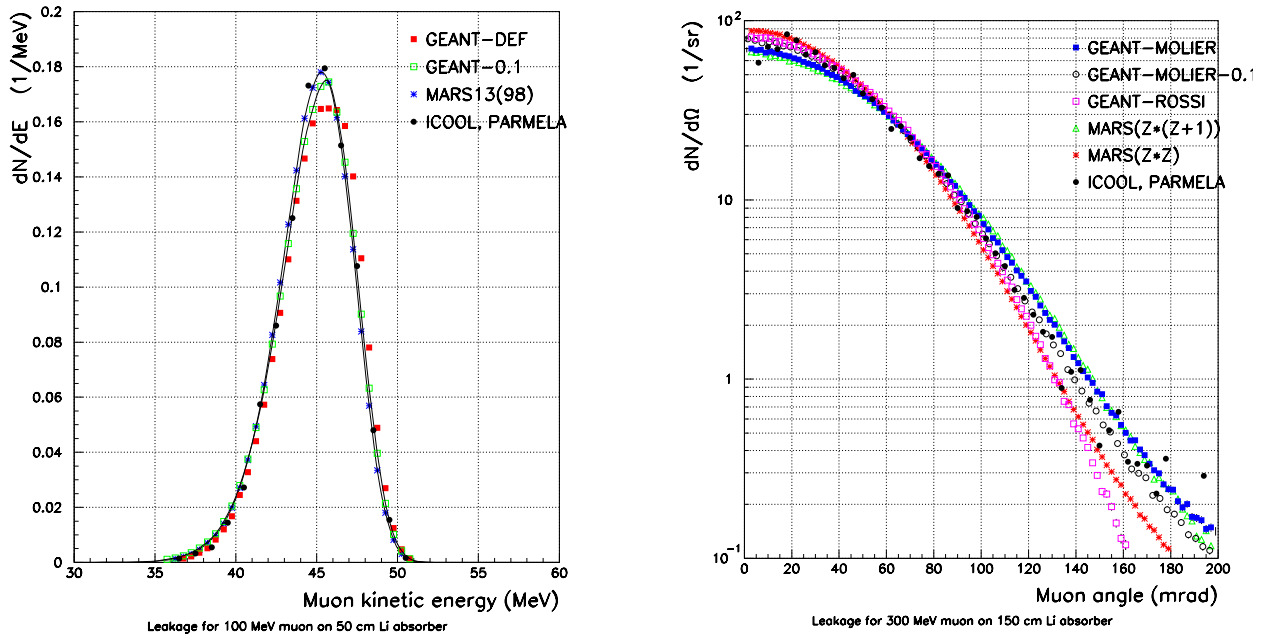 dN/dE (1/MeV)
0.2
0.18
0.16
0.14
0.12
0.1
0.08
0.06
0.04
0.02
0
GEANT-DEF
GEANT-0.1
MARS13(98)
ICOOL, PARMELA
30 35 40 45 50 55 60
Muon kinetic energy (MeV)
Leakage for 100 MeV muon on 50 cm Li absorber
dN/dΩ (1/sr)
10²
10
1
10⁻¹
GEANT-MOLIER
GEANT-MOLIER-0.1
GEANT-ROSSI
MARS(Z*(Z+1))
MARS(Z*Z)
ICOOL, PARMELA
0 20 40 60 80 100 120 140 160 180 200
Muon angle (mrad)
Leakage for 300 MeV muon on 150 cm Li absorber